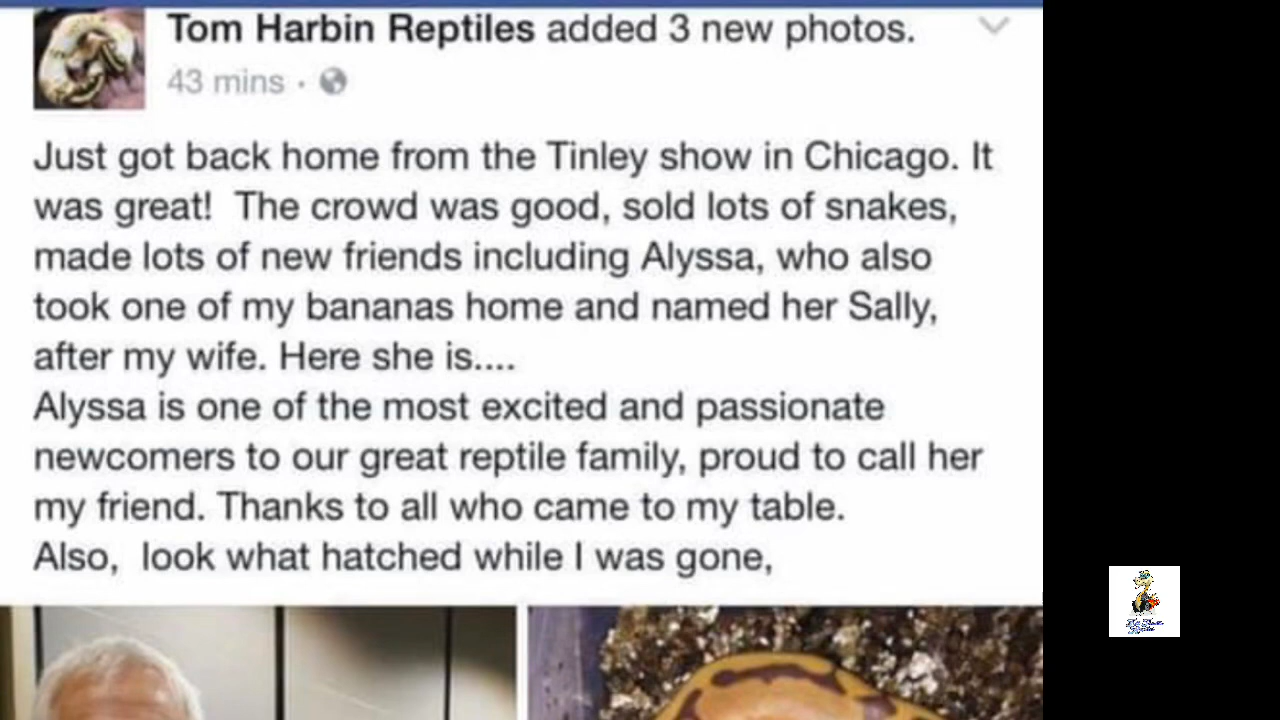 Tom Harbin Reptiles added 3 new photos.
43 mins ·
Just got back home from the Tinley show in Chicago. It
was great!  The crowd was good, sold lots of snakes,
made lots of new friends including Alyssa, who also
took one of my bananas home and named her Sally,
after my wife. Here she is....
Alyssa is one of the most excited and passionate
newcomers to our great reptile family, proud to call her
my friend. Thanks to all who came to my table.
Also,  look what hatched while I was gone,